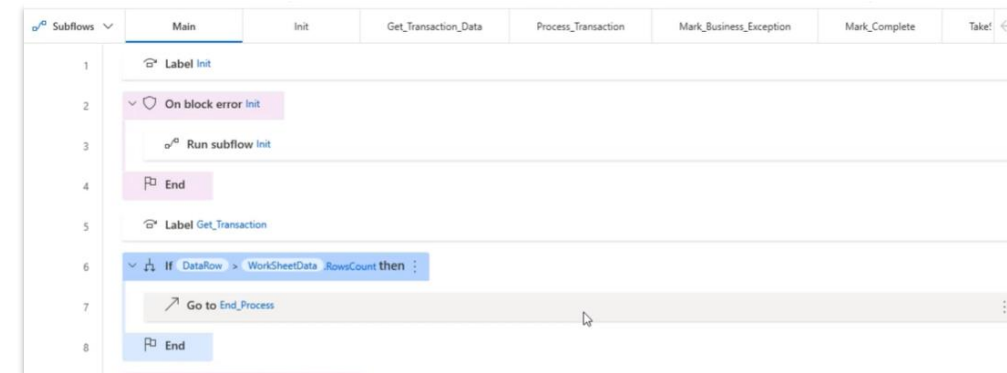 Subflows Main Init Get_Transaction_Data Process_Transaction Mark_Business_Exception Mark_Complete TakeS
1 Label Init
2 On block error Init
3 Run subflow Init
4 End
5 Label Get_Transaction
6 If DataRow > WorkSheetData .RowsCount then
7 Go to End_Process
8 End